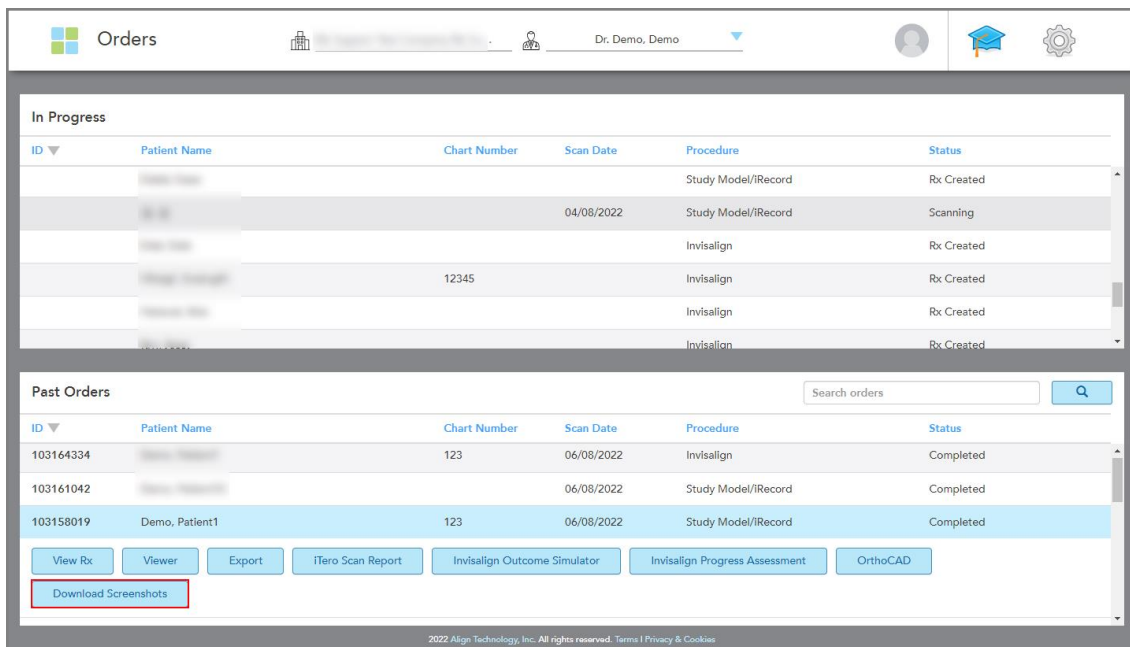 Orders
Dr. Demo, Demo
In Progress
ID Patient Name Chart Number Scan Date Procedure Status
Study Model/iRecord Rx Created
04/08/2022 Study Model/iRecord Scanning
Invisalign Rx Created
12345 Invisalign Rx Created
Invisalign Rx Created
Invisalign Rx Created
Past Orders Search orders
ID Patient Name Chart Number Scan Date Procedure Status
103164334 123 06/08/2022 Invisalign Completed
103161042 06/08/2022 Study Model/iRecord Completed
103158019 Demo, Patient1 123 06/08/2022 Study Model/iRecord Completed
View Rx Viewer Export iTero Scan Report Invisalign Outcome Simulator Invisalign Progress Assessment OrthoCAD
Download Screenshots
2022 Align Technology, Inc. All rights reserved. Terms | Privacy & Cookies